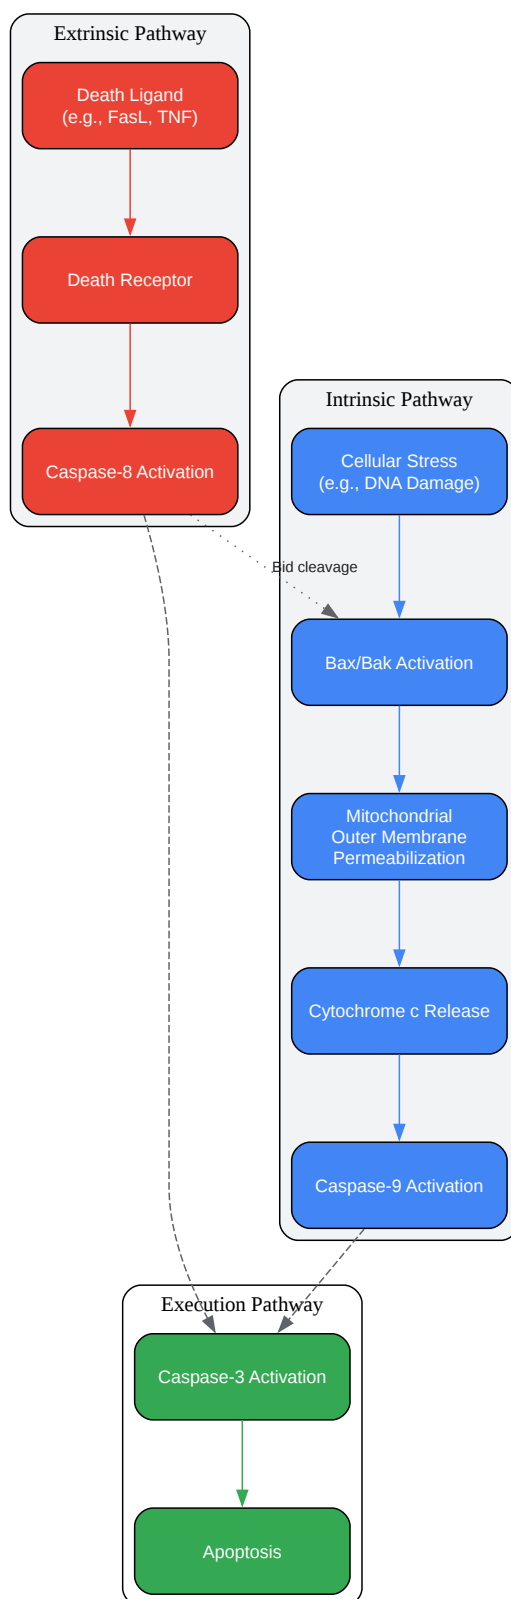 Extrinsic Pathway
Death Ligand
(e.g., FasL, TNF)
Death Receptor
Caspase-8 Activation
Intrinsic Pathway
Cellular Stress
(e.g., DNA Damage)
Bid cleavage
Bax/Bak Activation
Mitochondrial
Outer Membrane
Permeabilization
Cytochrome c Release
Caspase-9 Activation
Execution Pathway
Caspase-3 Activation
Apoptosis